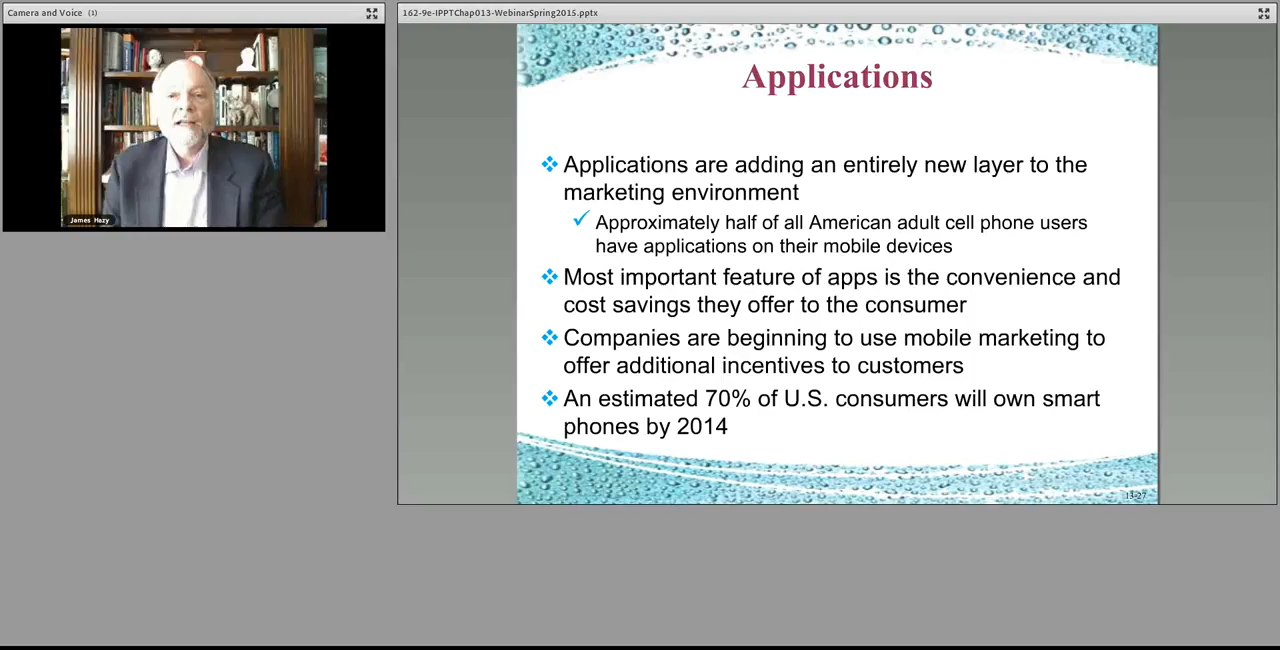 Camera and Voice (1)
James Hazy
162-9e-IPPTChap013-WebinarSpring2015.pptx
Applications
Applications are adding an entirely new layer to the
marketing environment
Approximately half of all American adult cell phone users
have applications on their mobile devices
Most important feature of apps is the convenience and
cost savings they offer to the consumer
Companies are beginning to use mobile marketing to
offer additional incentives to customers
An estimated 70% of U.S. consumers will own smart
phones by 2014
13-27